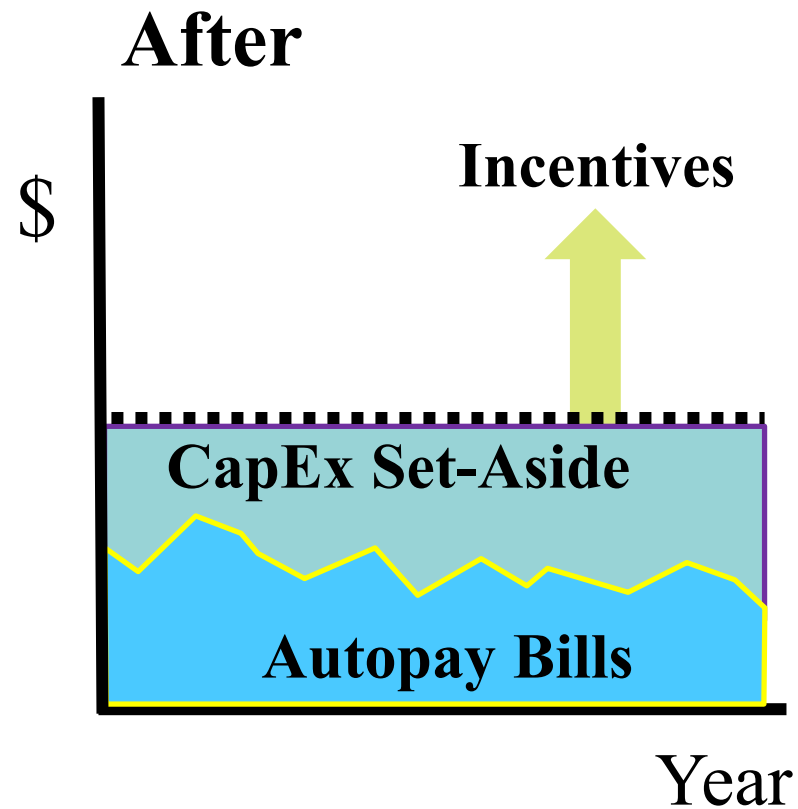 After
$
Incentives
CapEx Set-Aside
Autopay Bills
Year